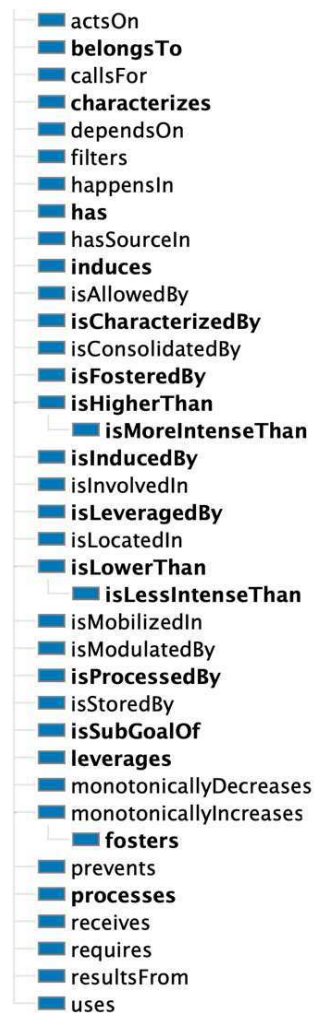 actsOn
belongsTo
callsFor
characterizes
dependsOn
filters
happensIn
has
hasSourceIn
induces
isAllowedBy
isCharacterizedBy
isConsolidatedBy
isFosteredBy
isHigherThan
isMoreIntenseThan
isInducedBy
isInvolvedIn
isLeveragedBy
isLocatedIn
isLowerThan
isLessIntenseThan
isMobilizedIn
isModulatedBy
isProcessedBy
isStoredBy
isSubGoalOf
leverages
monotonicallyDecreases
monotonicallyIncreases
fosters
prevents
processes
receives
requires
resultsFrom
uses